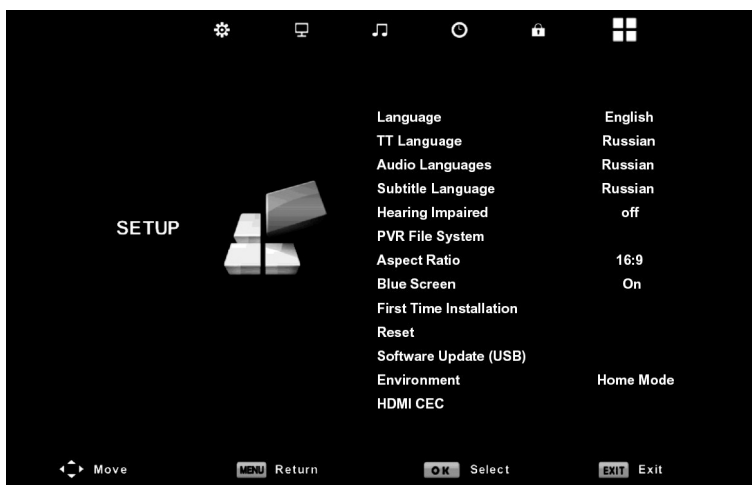 SETUP
Language English
TT Language Russian
Audio Languages Russian
Subtitle Language Russian
Hearing Impaired off
PVR File System
Aspect Ratio 16:9
Blue Screen On
First Time Installation
Reset
Software Update (USB)
Environment Home Mode
HDMI CEC
Move MENU Return OK Select EXIT Exit